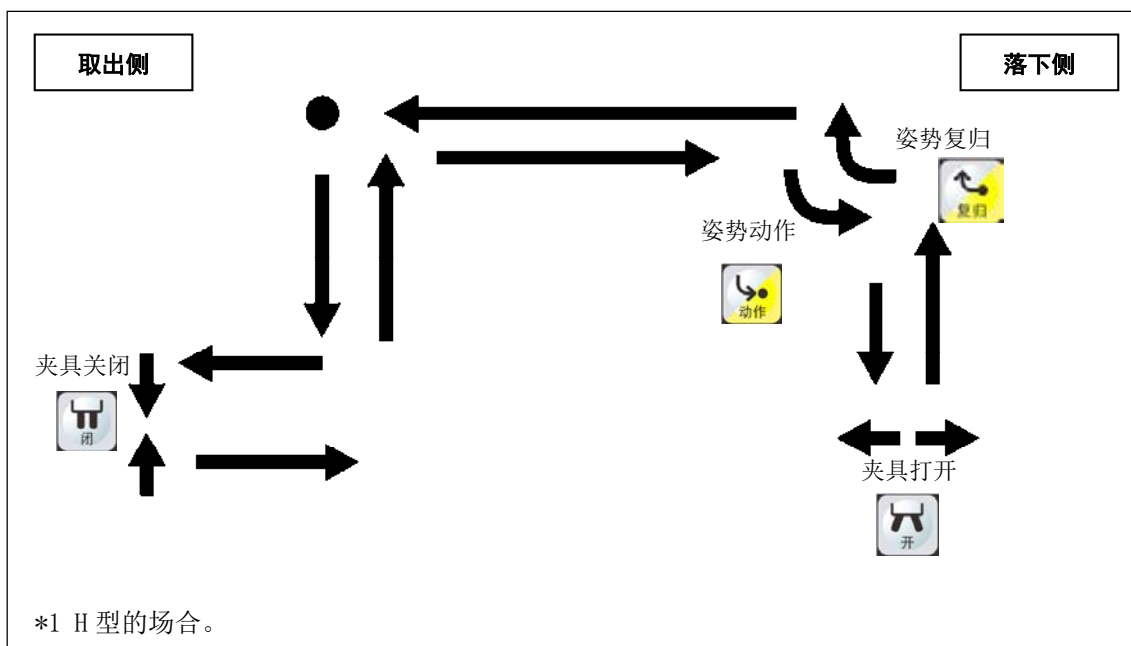 取出侧
落下侧
姿势复归
复归
姿势动作
动作
夹具关闭
闭
夹具打开
开
*1 H 型的场合。